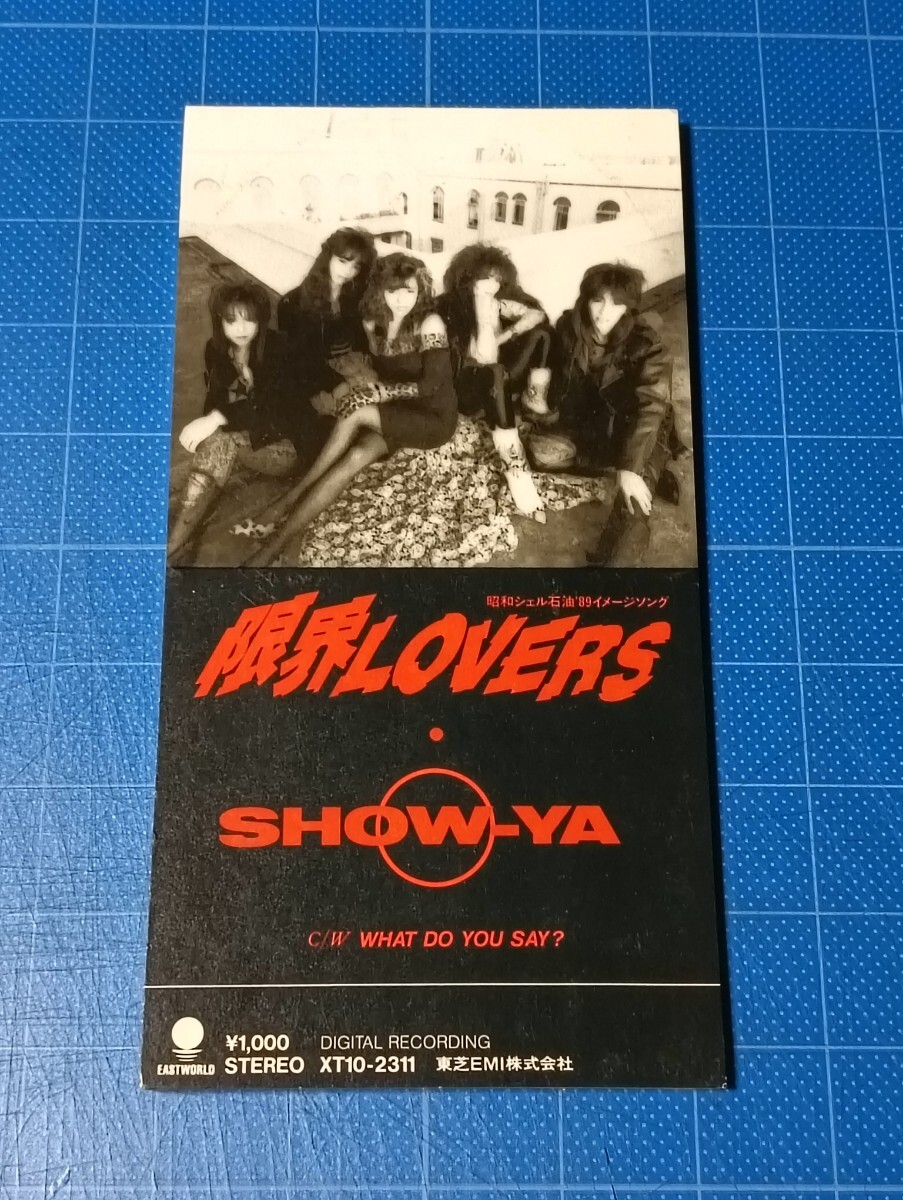 昭和シェル石油'89イメージソング
限界LOVERS
SHOW-YA
C/W WHAT DO YOU SAY?
EASTWORLD
¥1,000 DIGITAL RECORDING
STEREO XT10-2311 東芝EMI株式会社